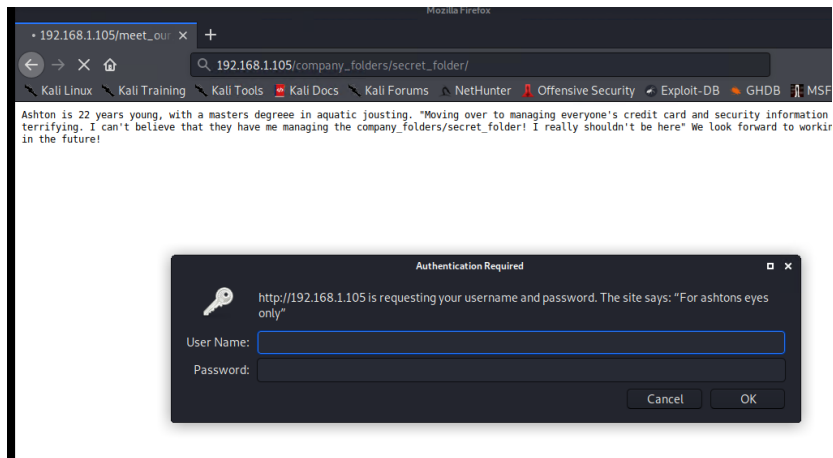 Mozilla Firefox
• 192.168.1.105/meet_our × +
192.168.1.105/company_folders/secret_folder/
Kali Linux Kali Training Kali Tools Kali Docs Kali Forums NetHunter Offensive Security Exploit-DB GHDB MSF
Ashton is 22 years young, with a masters degreee in aquatic jousting. "Moving over to managing everyone's credit card and security information
terrifying. I can't believe that they have me managing the company_folders/secret_folder! I really shouldn't be here" We look forward to workin
in the future!
Authentication Required
http://192.168.1.105 is requesting your username and password. The site says: “For ashtons eyes
only”
User Name:
Password:
Cancel OK